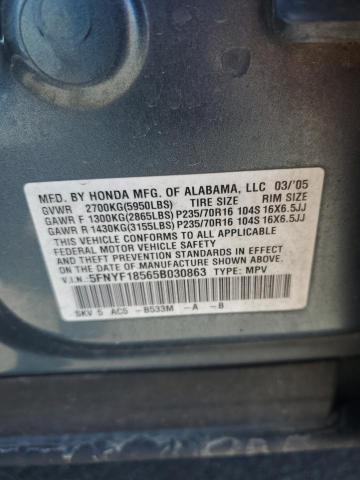 MFD. BY HONDA MFG. OF ALABAMA, LLC 03/'05
GVWR 2700KG(5950LBS) TIRE SIZE RIM SIZE
GAWR F 1300KG(2865LBS) P235/70R16 104S 16X6.5JJ
GAWR R 1430KG(3155LBS) P235/70R16 104S 16X6.5JJ
THIS VEHICLE CONFORMS TO ALL APPLICABLE
FEDERAL MOTOR VEHICLE SAFETY
STANDARDS IN EFFECT ON THE DATE OF
MANUFACTURE SHOWN ABOVE.
V.I.N.: 5FNYF18565B030863 TYPE: MPV
SKV 5 AC5 -B533M -A -B